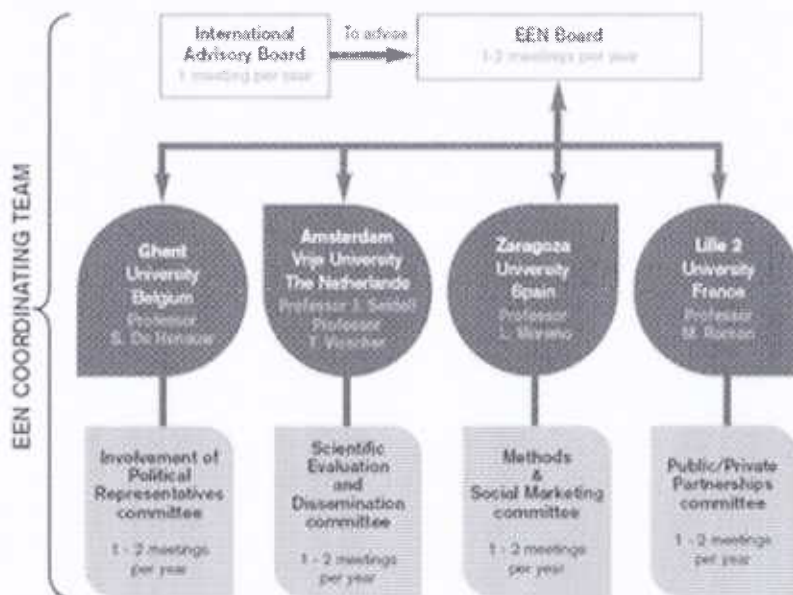 EEN COORDINATING TEAM
International
Advisory Board
1 meeting per year
To advise
EEN Board
1-2 meetings per year
Ghent
University
Belgium
Professor
S. De Henauw
Amsterdam
Vrije University
The Netherlands
Professor J. Seidell
Professor
T. Visscher
Zaragoza
University
Spain
Professor
L. Moreno
Lille 2
University
France
Professor
M. Romon
Involvement of
Political
Representatives
committee
1 - 2 meetings
per year
Scientific
Evaluation
and
Dissemination
committee
1 - 2 meetings
per year
Methods
&
Social Marketing
committee
1 - 2 meetings
per year
Public/Private
Partnerships
committee
1 - 2 meetings
per year